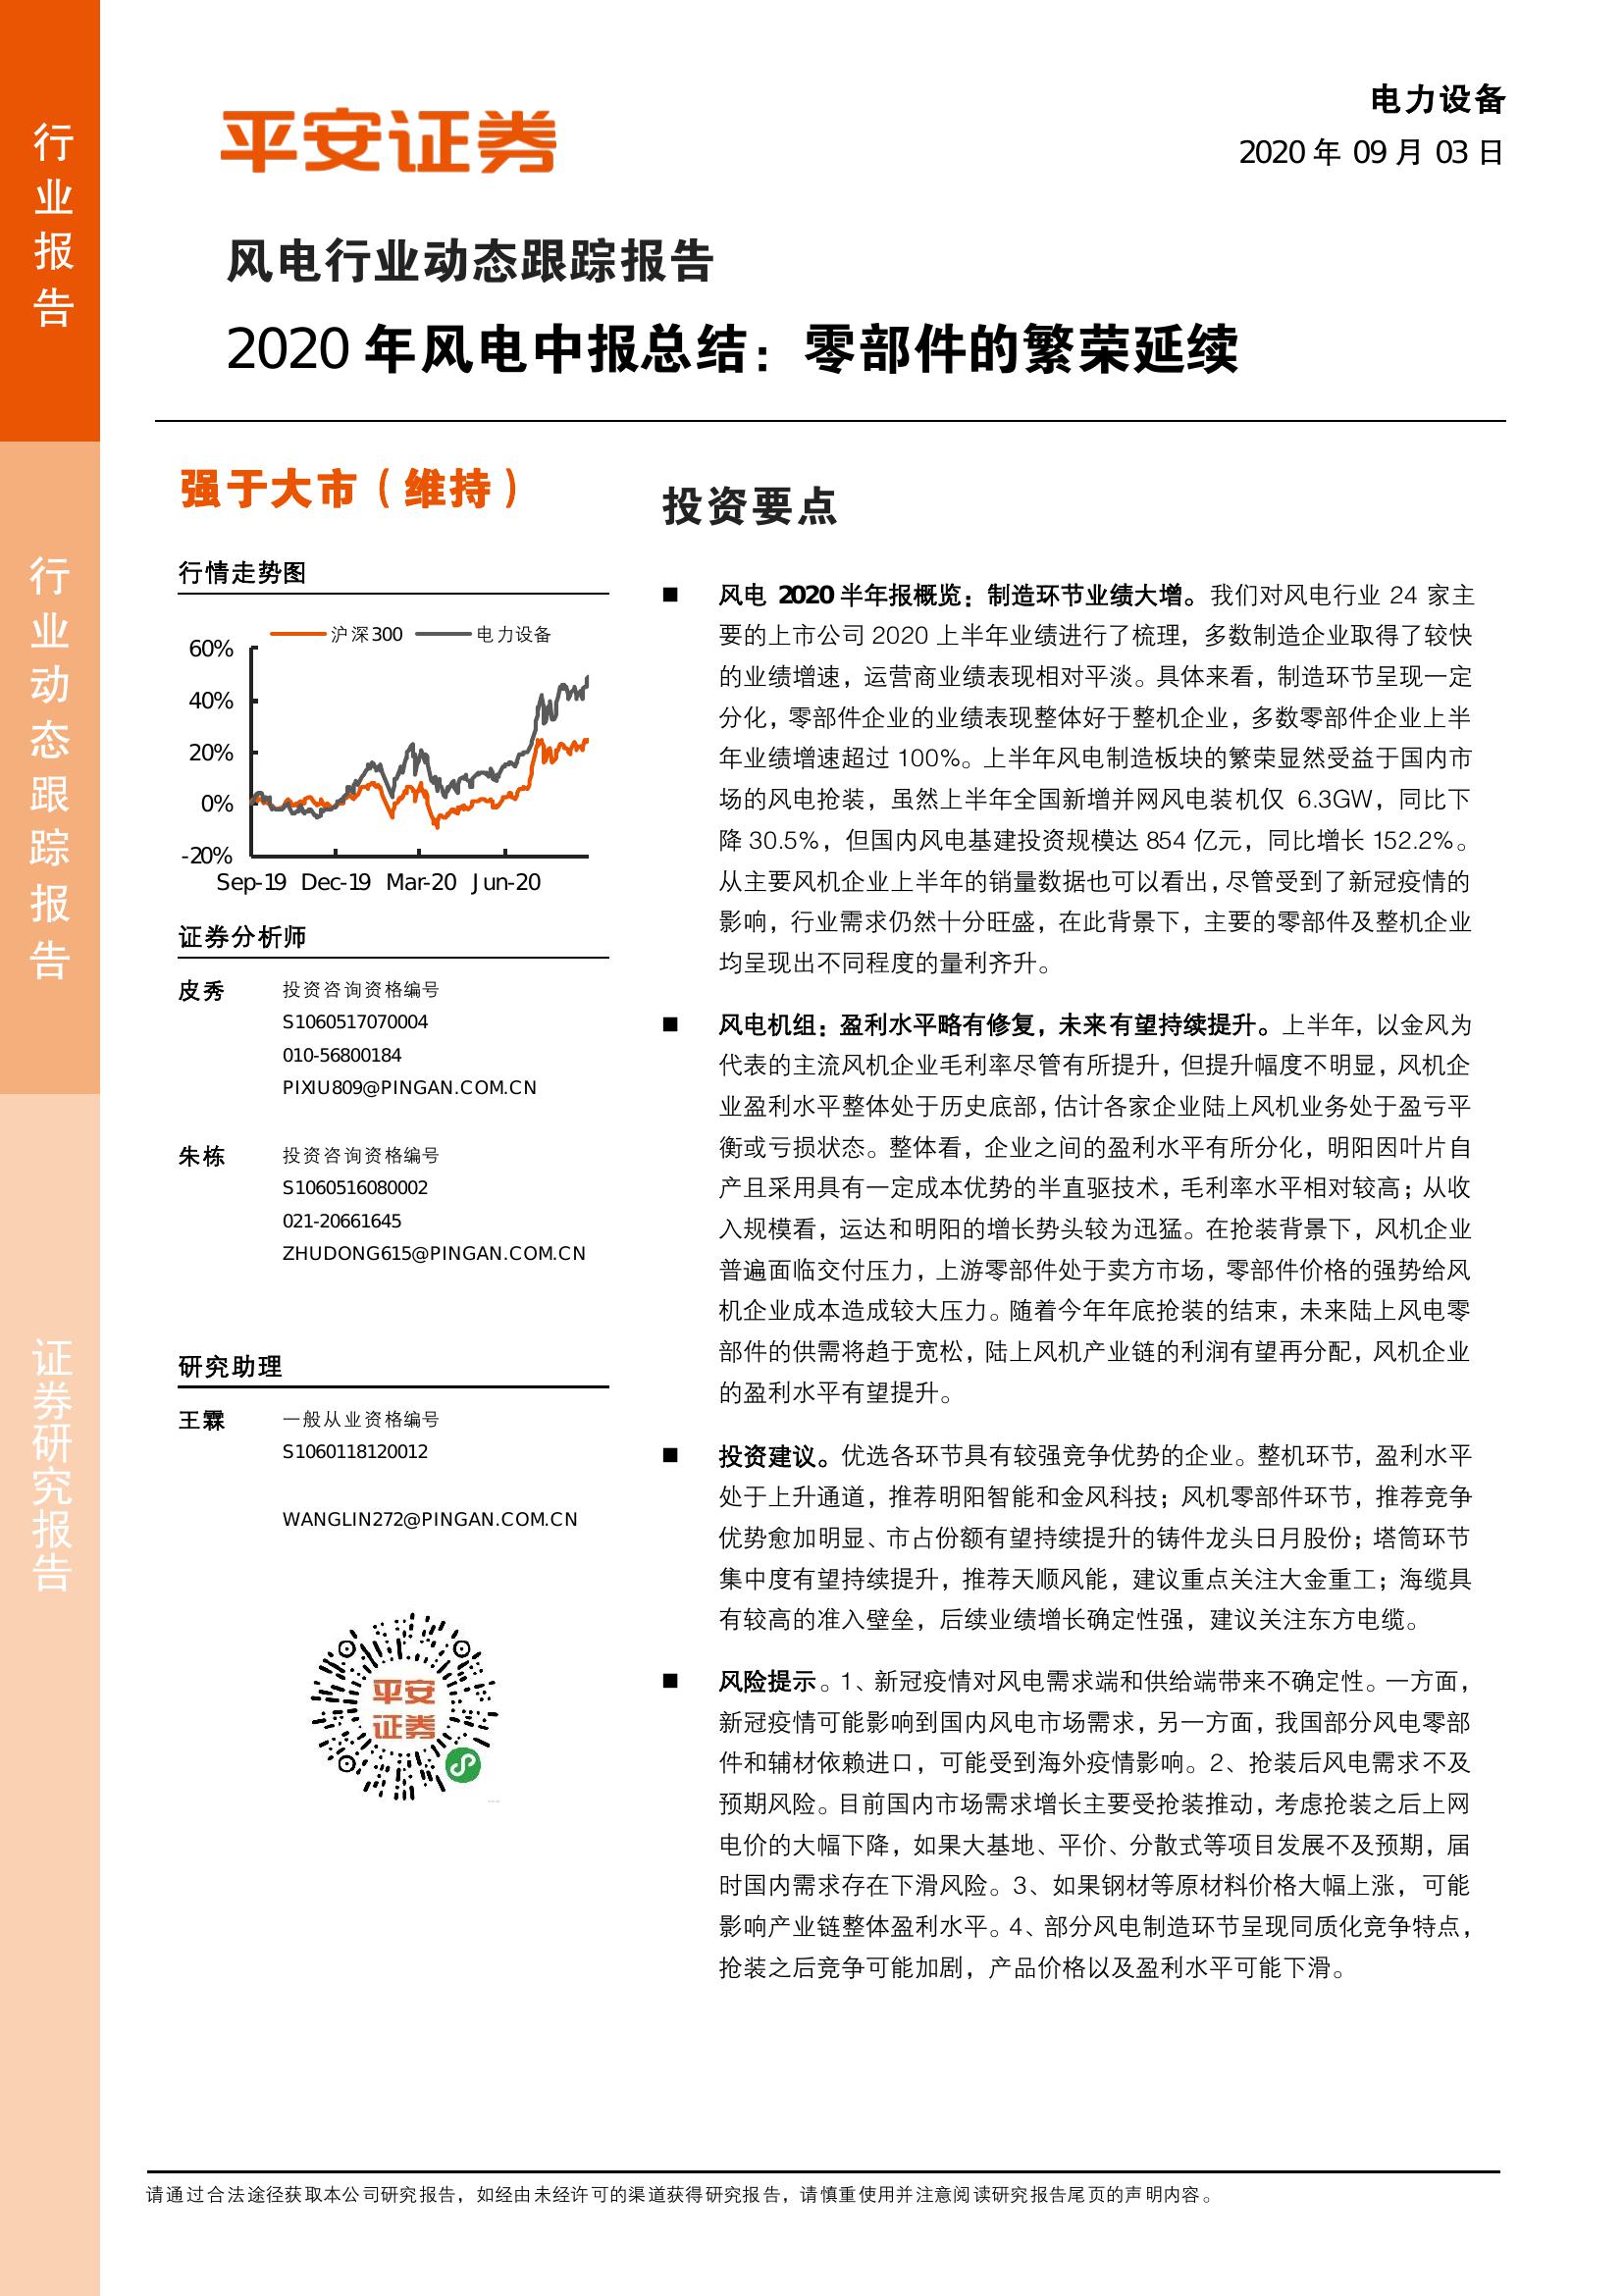 行业报告
行业动态跟踪报告
证券研究报告
平安证券
电力设备
2020 年 09 月 03 日
风电行业动态跟踪报告
2020 年风电中报总结：零部件的繁荣延续
强于大市（维持）
行情走势图
沪深300 电力设备
60%
40%
20%
0%
-20%
Sep-19 Dec-19 Mar-20 Jun-20
证券分析师
皮秀 投资咨询资格编号
S1060517070004
010-56800184
PIXIU809@PINGAN.COM.CN
朱栋 投资咨询资格编号
S1060516080002
021-20661645
ZHUDONG615@PINGAN.COM.CN
研究助理
王霖 一般从业资格编号
S1060118120012
WANGLIN272@PINGAN.COM.CN
平安
证券
投资要点
■ 风电 2020 半年报概览：制造环节业绩大增。我们对风电行业 24 家主
要的上市公司 2020 上半年业绩进行了梳理，多数制造企业取得了较快
的业绩增速，运营商业绩表现相对平淡。具体来看，制造环节呈现一定
分化，零部件企业的业绩表现整体好于整机企业，多数零部件企业上半
年业绩增速超过 100%。上半年风电制造板块的繁荣显然受益于国内市
场的风电抢装，虽然上半年全国新增并网风电装机仅 6.3GW，同比下
降 30.5%，但国内风电基建投资规模达 854 亿元，同比增长 152.2%。
从主要风机企业上半年的销量数据也可以看出，尽管受到了新冠疫情的
影响，行业需求仍然十分旺盛，在此背景下，主要的零部件及整机企业
均呈现出不同程度的量利齐升。
■ 风电机组：盈利水平略有修复，未来有望持续提升。上半年，以金风为
代表的主流风机企业毛利率尽管有所提升，但提升幅度不明显，风机企
业盈利水平整体处于历史底部，估计各家企业陆上风机业务处于盈亏平
衡或亏损状态。整体看，企业之间的盈利水平有所分化，明阳因叶片自
产且采用具有一定成本优势的半直驱技术，毛利率水平相对较高；从收
入规模看，运达和明阳的增长势头较为迅猛。在抢装背景下，风机企业
普遍面临交付压力，上游零部件处于卖方市场，零部件价格的强势给风
机企业成本造成较大压力。随着今年年底抢装的结束，未来陆上风电零
部件的供需将趋于宽松，陆上风机产业链的利润有望再分配，风机企业
的盈利水平有望提升。
■ 投资建议。优选各环节具有较强竞争优势的企业。整机环节，盈利水平
处于上升通道，推荐明阳智能和金风科技；风机零部件环节，推荐竞争
优势愈加明显、市占份额有望持续提升的铸件龙头日月股份；塔筒环节
集中度有望持续提升，推荐天顺风能，建议重点关注大金重工；海缆具
有较高的准入壁垒，后续业绩增长确定性强，建议关注东方电缆。
■ 风险提示。1、新冠疫情对风电需求端和供给端带来不确定性。一方面，
新冠疫情可能影响到国内风电市场需求，另一方面，我国部分风电零部
件和辅材依赖进口，可能受到海外疫情影响。2、抢装后风电需求不及
预期风险。目前国内市场需求增长主要受抢装推动，考虑抢装之后上网
电价的大幅下降，如果大基地、平价、分散式等项目发展不及预期，届
时国内需求存在下滑风险。3、如果钢材等原材料价格大幅上涨，可能
影响产业链整体盈利水平。4、部分风电制造环节呈现同质化竞争特点，
抢装之后竞争可能加剧，产品价格以及盈利水平可能下滑。
请通过合法途径获取本公司研究报告，如经由未经许可的渠道获得研究报告，请慎重使用并注意阅读研究报告尾页的声明内容。